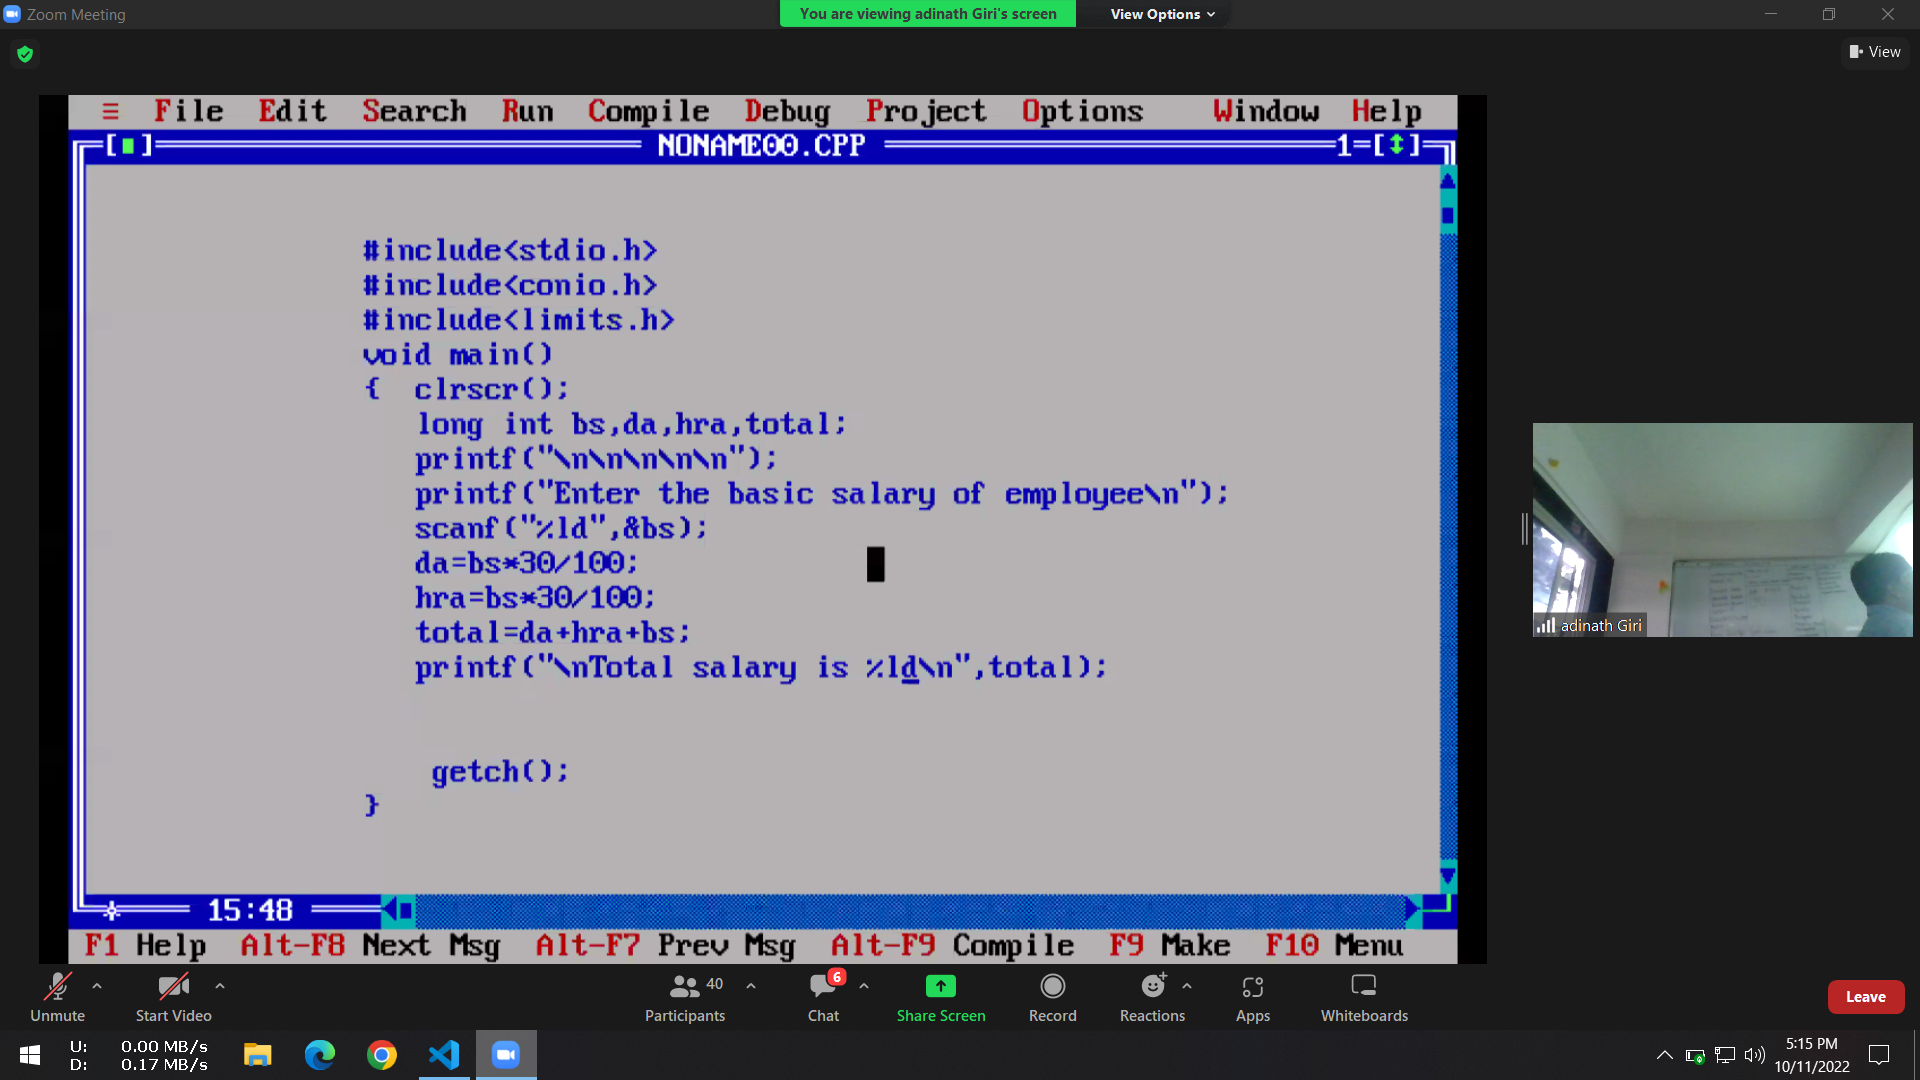 Zoom Meeting
You are viewing adinath Giri's screen
View Options
View
≡ File Edit Search Run Compile Debug Project Options Window Help
NONAME00.CPP
1=[↕]
#include<stdio.h>
#include<conio.h>
#include<limits.h>
void main()
{ clrscr();
long int bs,da,hra,total;
printf("\n\n\n\n\n");
printf("Enter the basic salary of employee\n");
scanf("%ld",&bs);
da=bs*30/100;
hra=bs*30/100;
total=da+hra+bs;
printf("\nTotal salary is %ld\n",total);
getch();
}
15:48
F1 Help Alt-F8 Next Msg Alt-F7 Prev Msg Alt-F9 Compile F9 Make F10 Menu
adinath Giri
Unmute
Start Video
40
Participants
6
Chat
Share Screen
Record
Reactions
Apps
Whiteboards
Leave
U: 0.00 MB/s
D: 0.17 MB/s
5:15 PM
10/11/2022